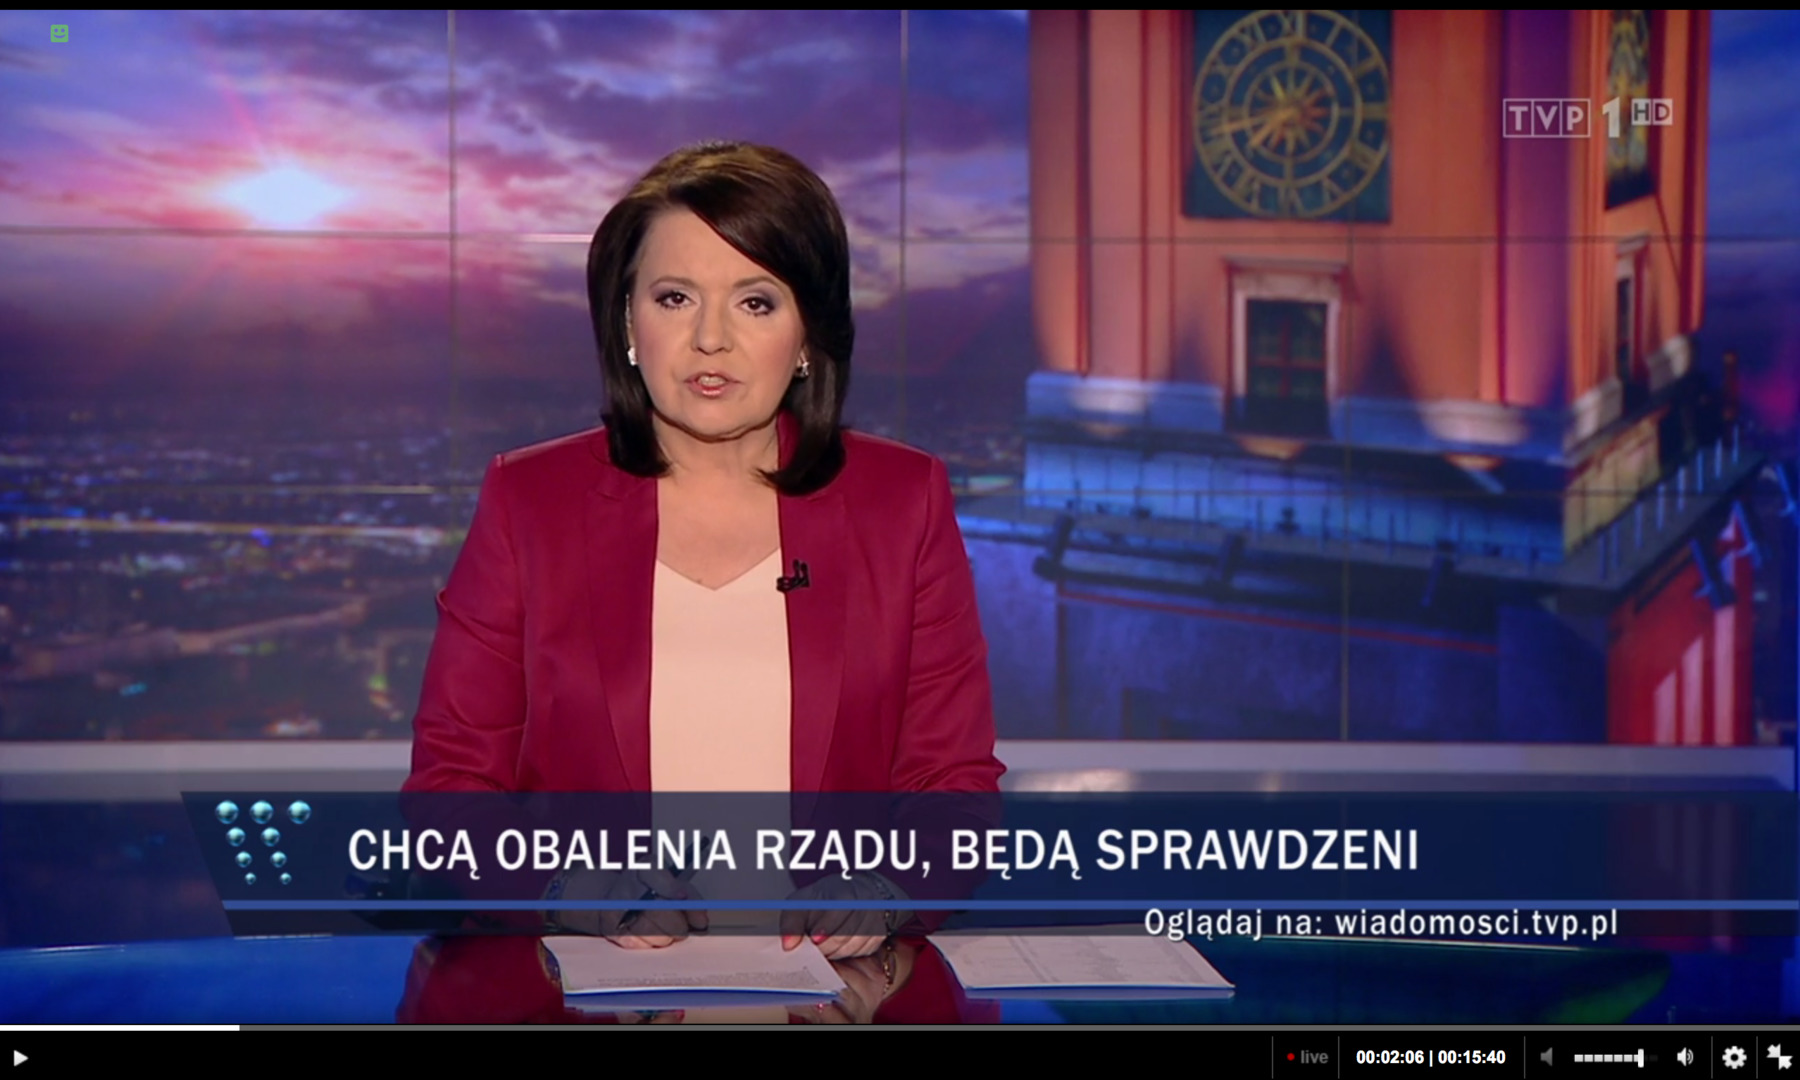 TVP 1 HD
CHCĄ OBALENIA RZĄDU, BĘDĄ SPRAWDZENI
Oglądaj na: wiadomosci.tvp.pl
live
00:02:06 | 00:15:40